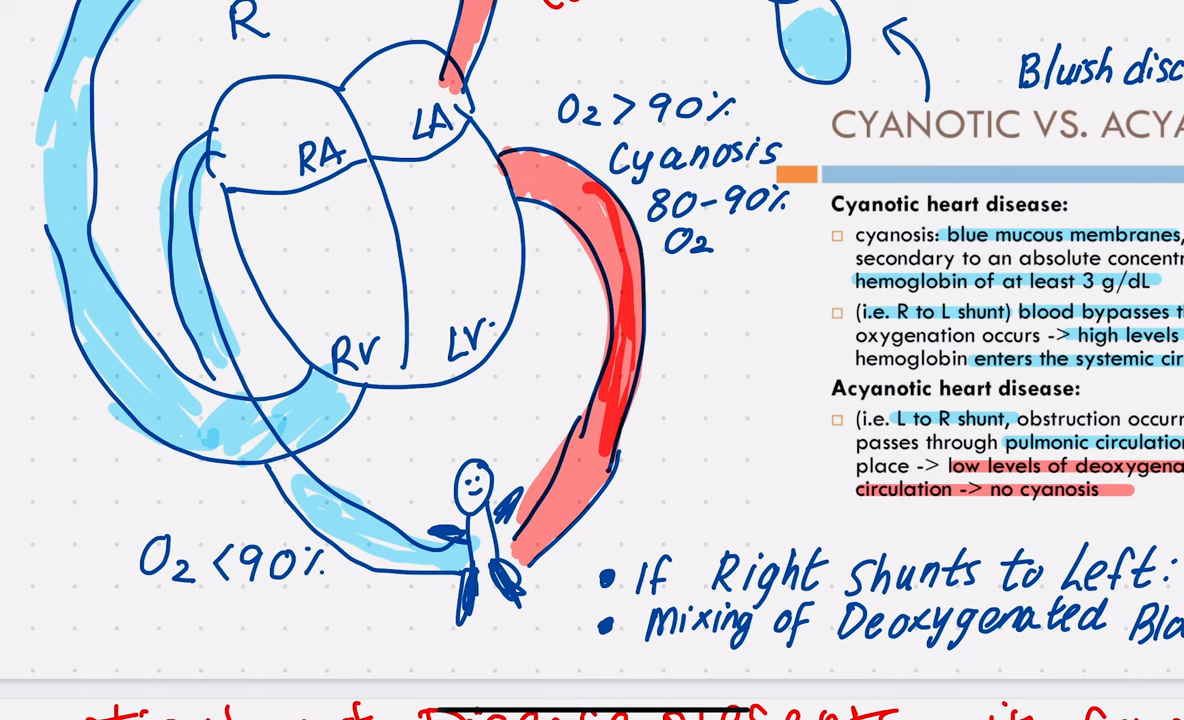 R
Bluish disc
LA
RA
RV
LV
O2 > 90%
Cyanosis
80-90%
O2
O2 < 90%
CYANOTIC VS. ACYA
Cyanotic heart disease:
cyanosis: blue mucous membranes,
secondary to an absolute concentr
hemoglobin of at least 3 g/dL
(i.e. R to L shunt) blood bypasses t
oxygenation occurs -> high levels
hemoglobin enters the systemic cir
Acyanotic heart disease:
(i.e. L to R shunt, obstruction occurr
passes through pulmonic circulation
place -> low levels of deoxygena
circulation -> no cyanosis
• If Right Shunts to Left:
• Mixing of Deoxygenated Blo